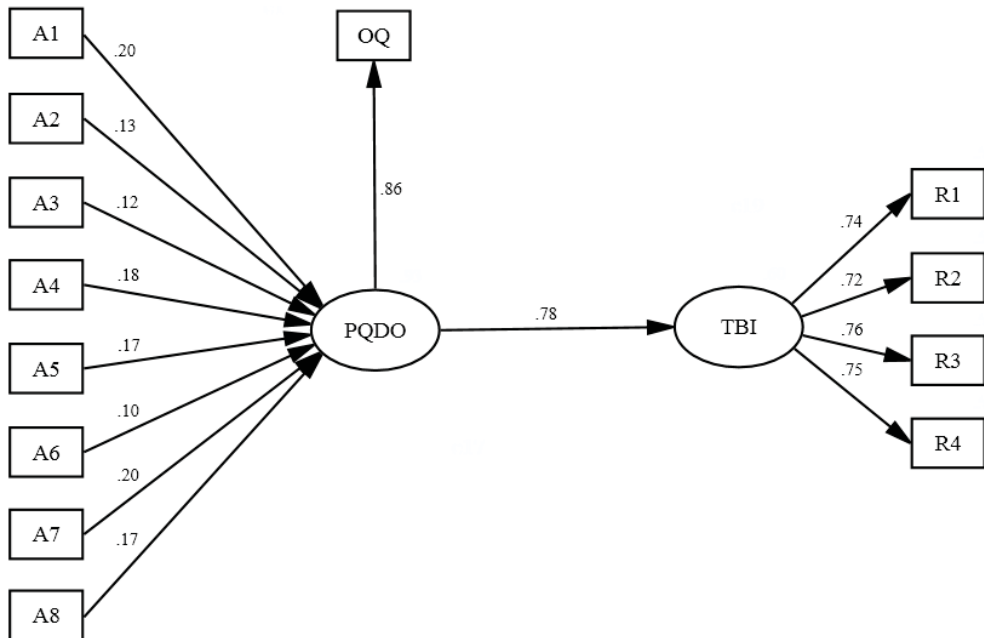 A1
.20
OQ
A2
.13
A3
.12
.86
R1
.74
A4
.18
R2
.72
PQDO
.78
TBI
A5
.17
R3
.76
.75
A6
.10
R4
A7
.20
.17
A8